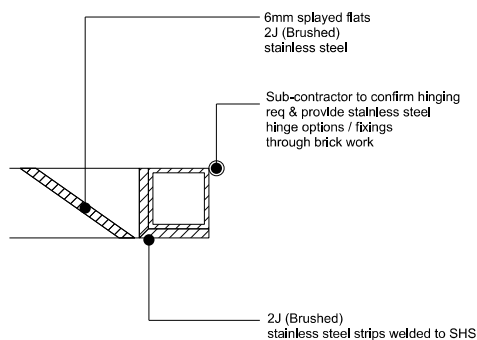 6mm splayed flats
2J (Brushed)
stainless steel
Sub-contractor to confirm hinging
req & provide stainless steel
hinge options / fixings
through brick work
2J (Brushed)
stainless steel strips welded to SHS